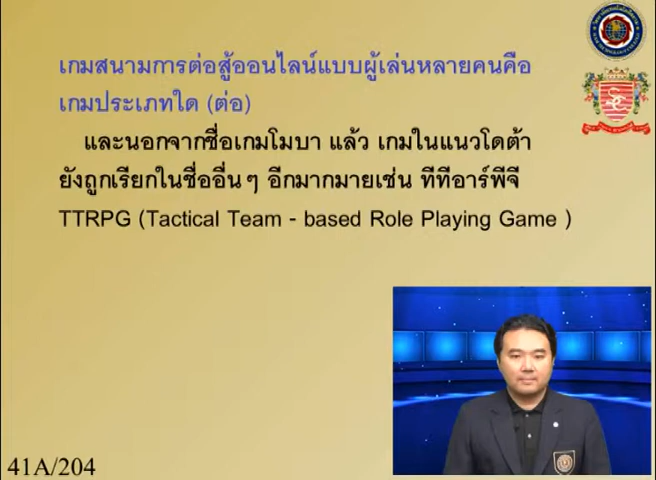 เกมสนามการต่อสู้ออนไลน์แบบผู้เล่นหลายคนคือ
เกมประเภทใด (ต่อ)
และนอกจากชื่อเกมโมบา แล้ว เกมในแนวโดต้า
ยังถูกเรียกในชื่ออื่น ๆ อีกมากมายเช่น ทีทีอาร์พีจี
TTRPG (Tactical Team - based Role Playing Game )
41A/204